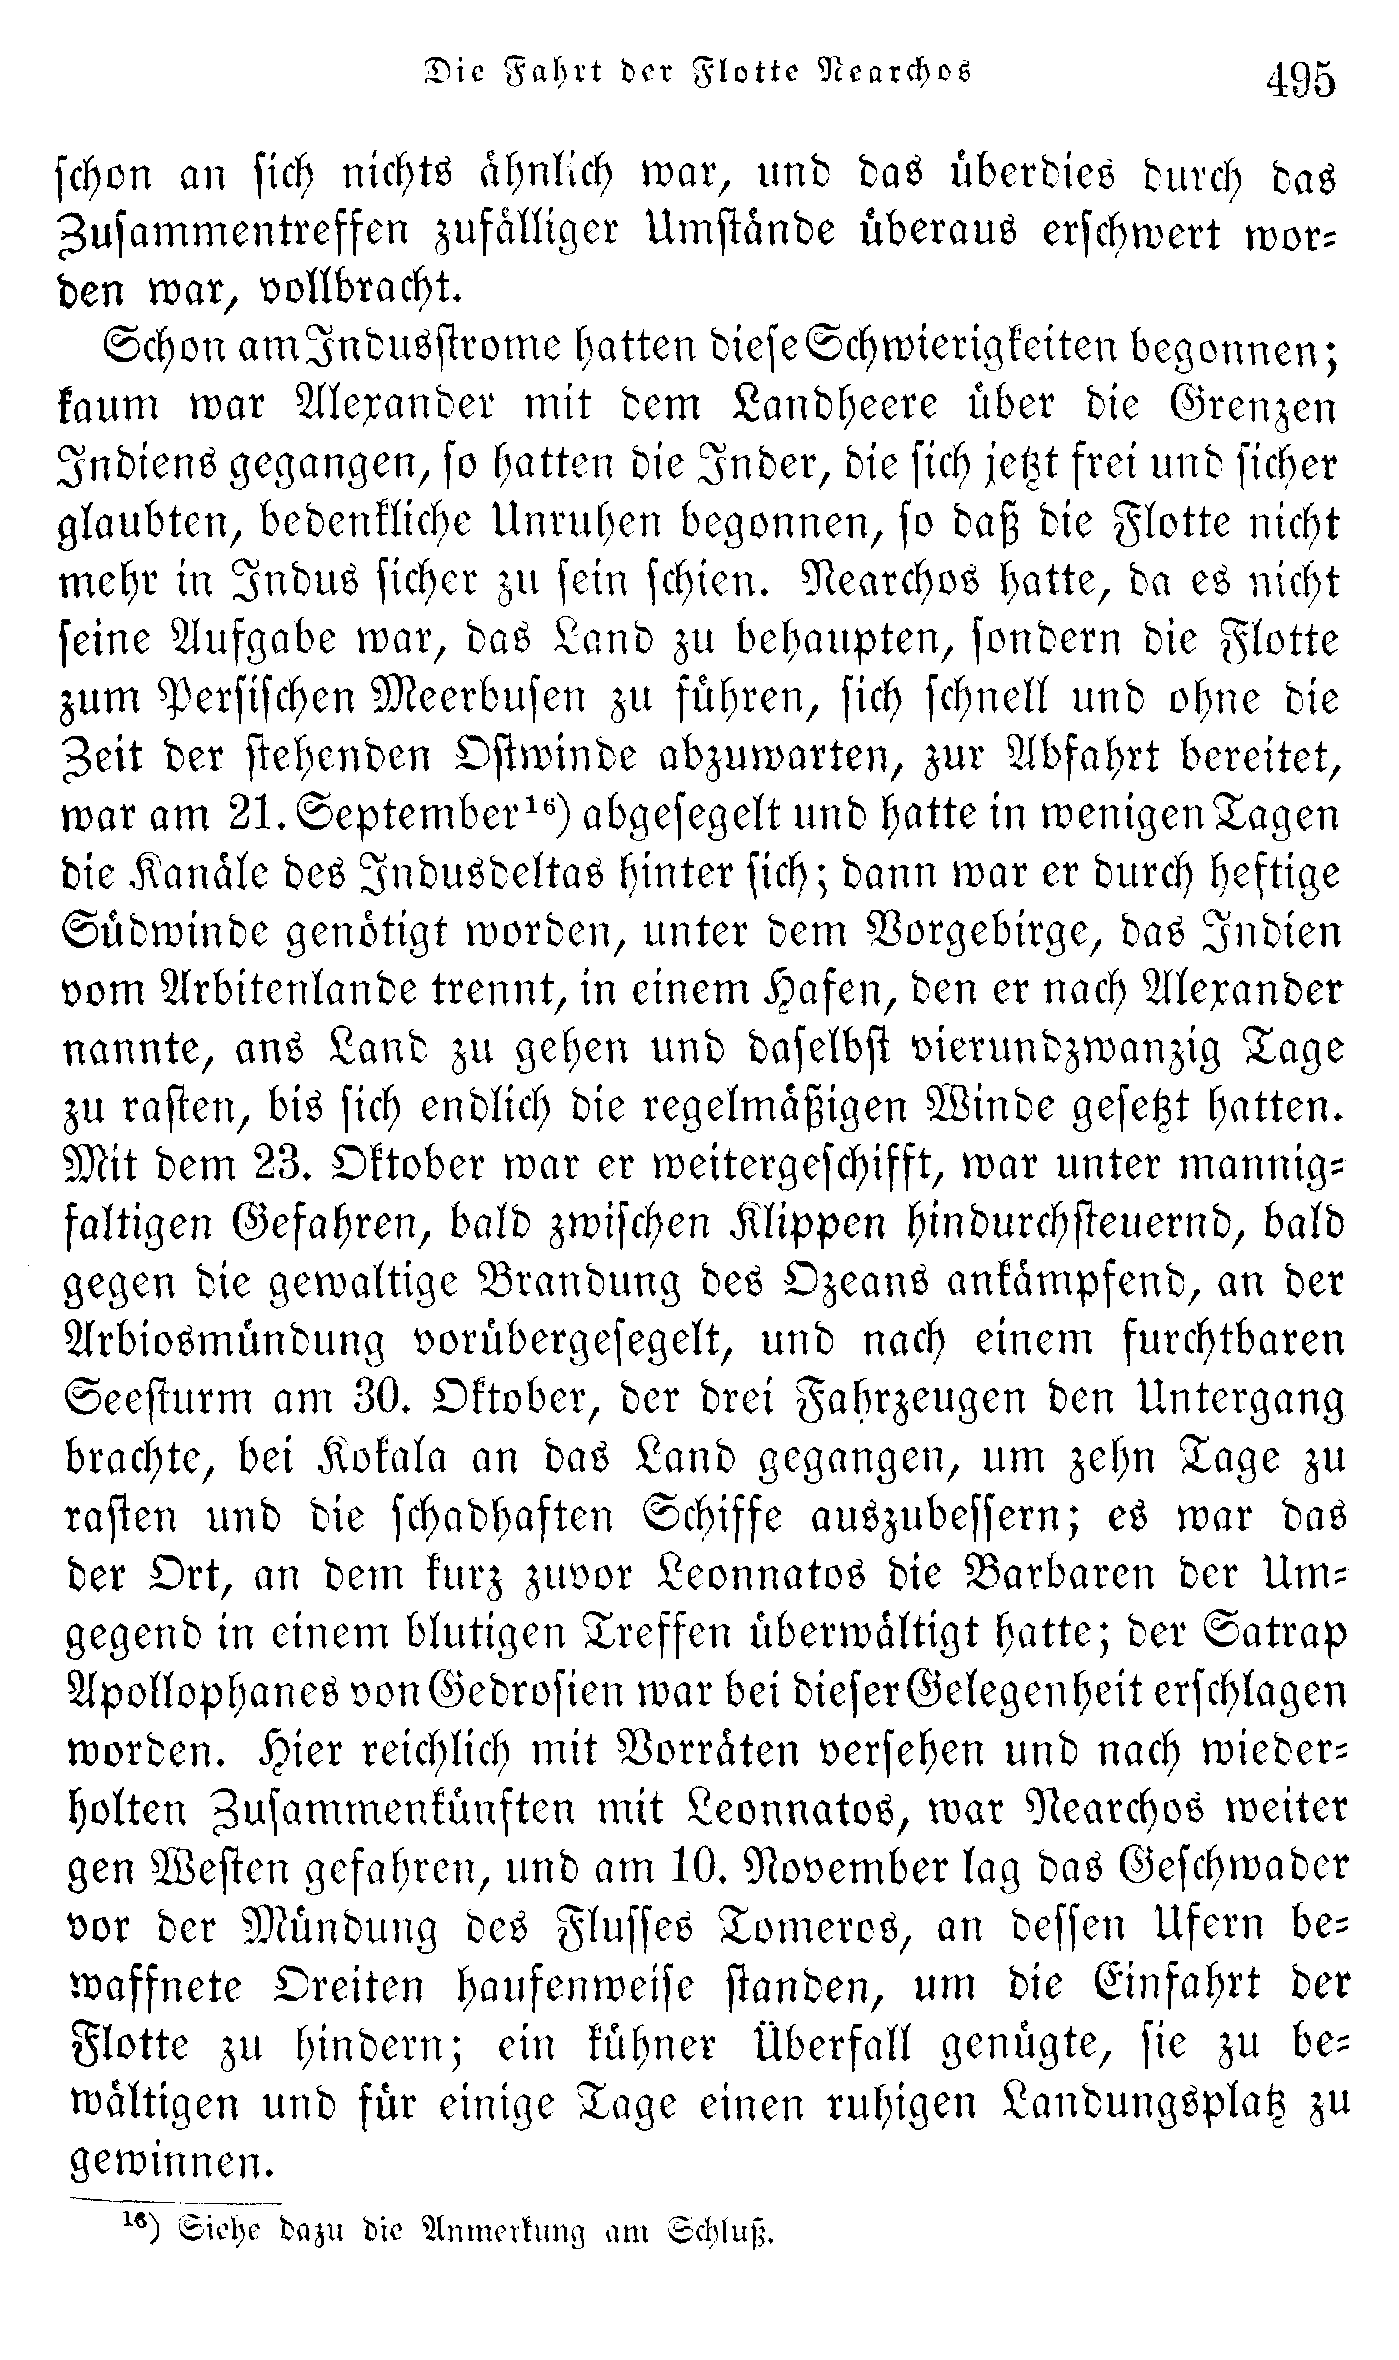 Die Fahrt der Flotte Nearchos 495
schon an sich nichts ähnlich war, und das überdies durch das
Zusammentreffen zufälliger Umstände überaus erschwert wor-
den war, vollbracht.
Schon am Indusstrome hatten diese Schwierigkeiten begonnen;
kaum war Alexander mit dem Landheere über die Grenzen
Indiens gegangen, so hatten die Inder, die sich jetzt frei und sicher
glaubten, bedenkliche Unruhen begonnen, so daß die Flotte nicht
mehr in Indus sicher zu sein schien. Nearchos hatte, da es nicht
seine Aufgabe war, das Land zu behaupten, sondern die Flotte
zum Persischen Meerbusen zu führen, sich schnell und ohne die
Zeit der stehenden Ostwinde abzuwarten, zur Abfahrt bereitet,
war am 21. September¹⁶) abgesegelt und hatte in wenigen Tagen
die Kanäle des Indusdeltas hinter sich; dann war er durch heftige
Südwinde genötigt worden, unter dem Vorgebirge, das Indien
vom Arbitenlande trennt, in einem Hafen, den er nach Alexander
nannte, ans Land zu gehen und daselbst vierundzwanzig Tage
zu rasten, bis sich endlich die regelmäßigen Winde gesetzt hatten.
Mit dem 23. Oktober war er weitergeschifft, war unter mannig-
faltigen Gefahren, bald zwischen Klippen hindurchsteuernd, bald
gegen die gewaltige Brandung des Ozeans ankämpfend, an der
Arbiosmündung vorübergesegelt, und nach einem furchtbaren
Seesturm am 30. Oktober, der drei Fahrzeugen den Untergang
brachte, bei Kokala an das Land gegangen, um zehn Tage zu
rasten und die schadhaften Schiffe auszubessern; es war das
der Ort, an dem kurz zuvor Leonnatos die Barbaren der Um-
gegend in einem blutigen Treffen überwältigt hatte; der Satrap
Apollophanes von Gedrosien war bei dieser Gelegenheit erschlagen
worden. Hier reichlich mit Vorräten versehen und nach wieder-
holten Zusammenkünften mit Leonnatos, war Nearchos weiter
gen Westen gefahren, und am 10. November lag das Geschwader
vor der Mündung des Flusses Tomeros, an dessen Ufern be-
waffnete Oreiten haufenweise standen, um die Einfahrt der
Flotte zu hindern; ein kühner Überfall genügte, sie zu be-
wältigen und für einige Tage einen ruhigen Landungsplatz zu
gewinnen.
¹⁶) Siehe dazu die Anmerkung am Schluß.